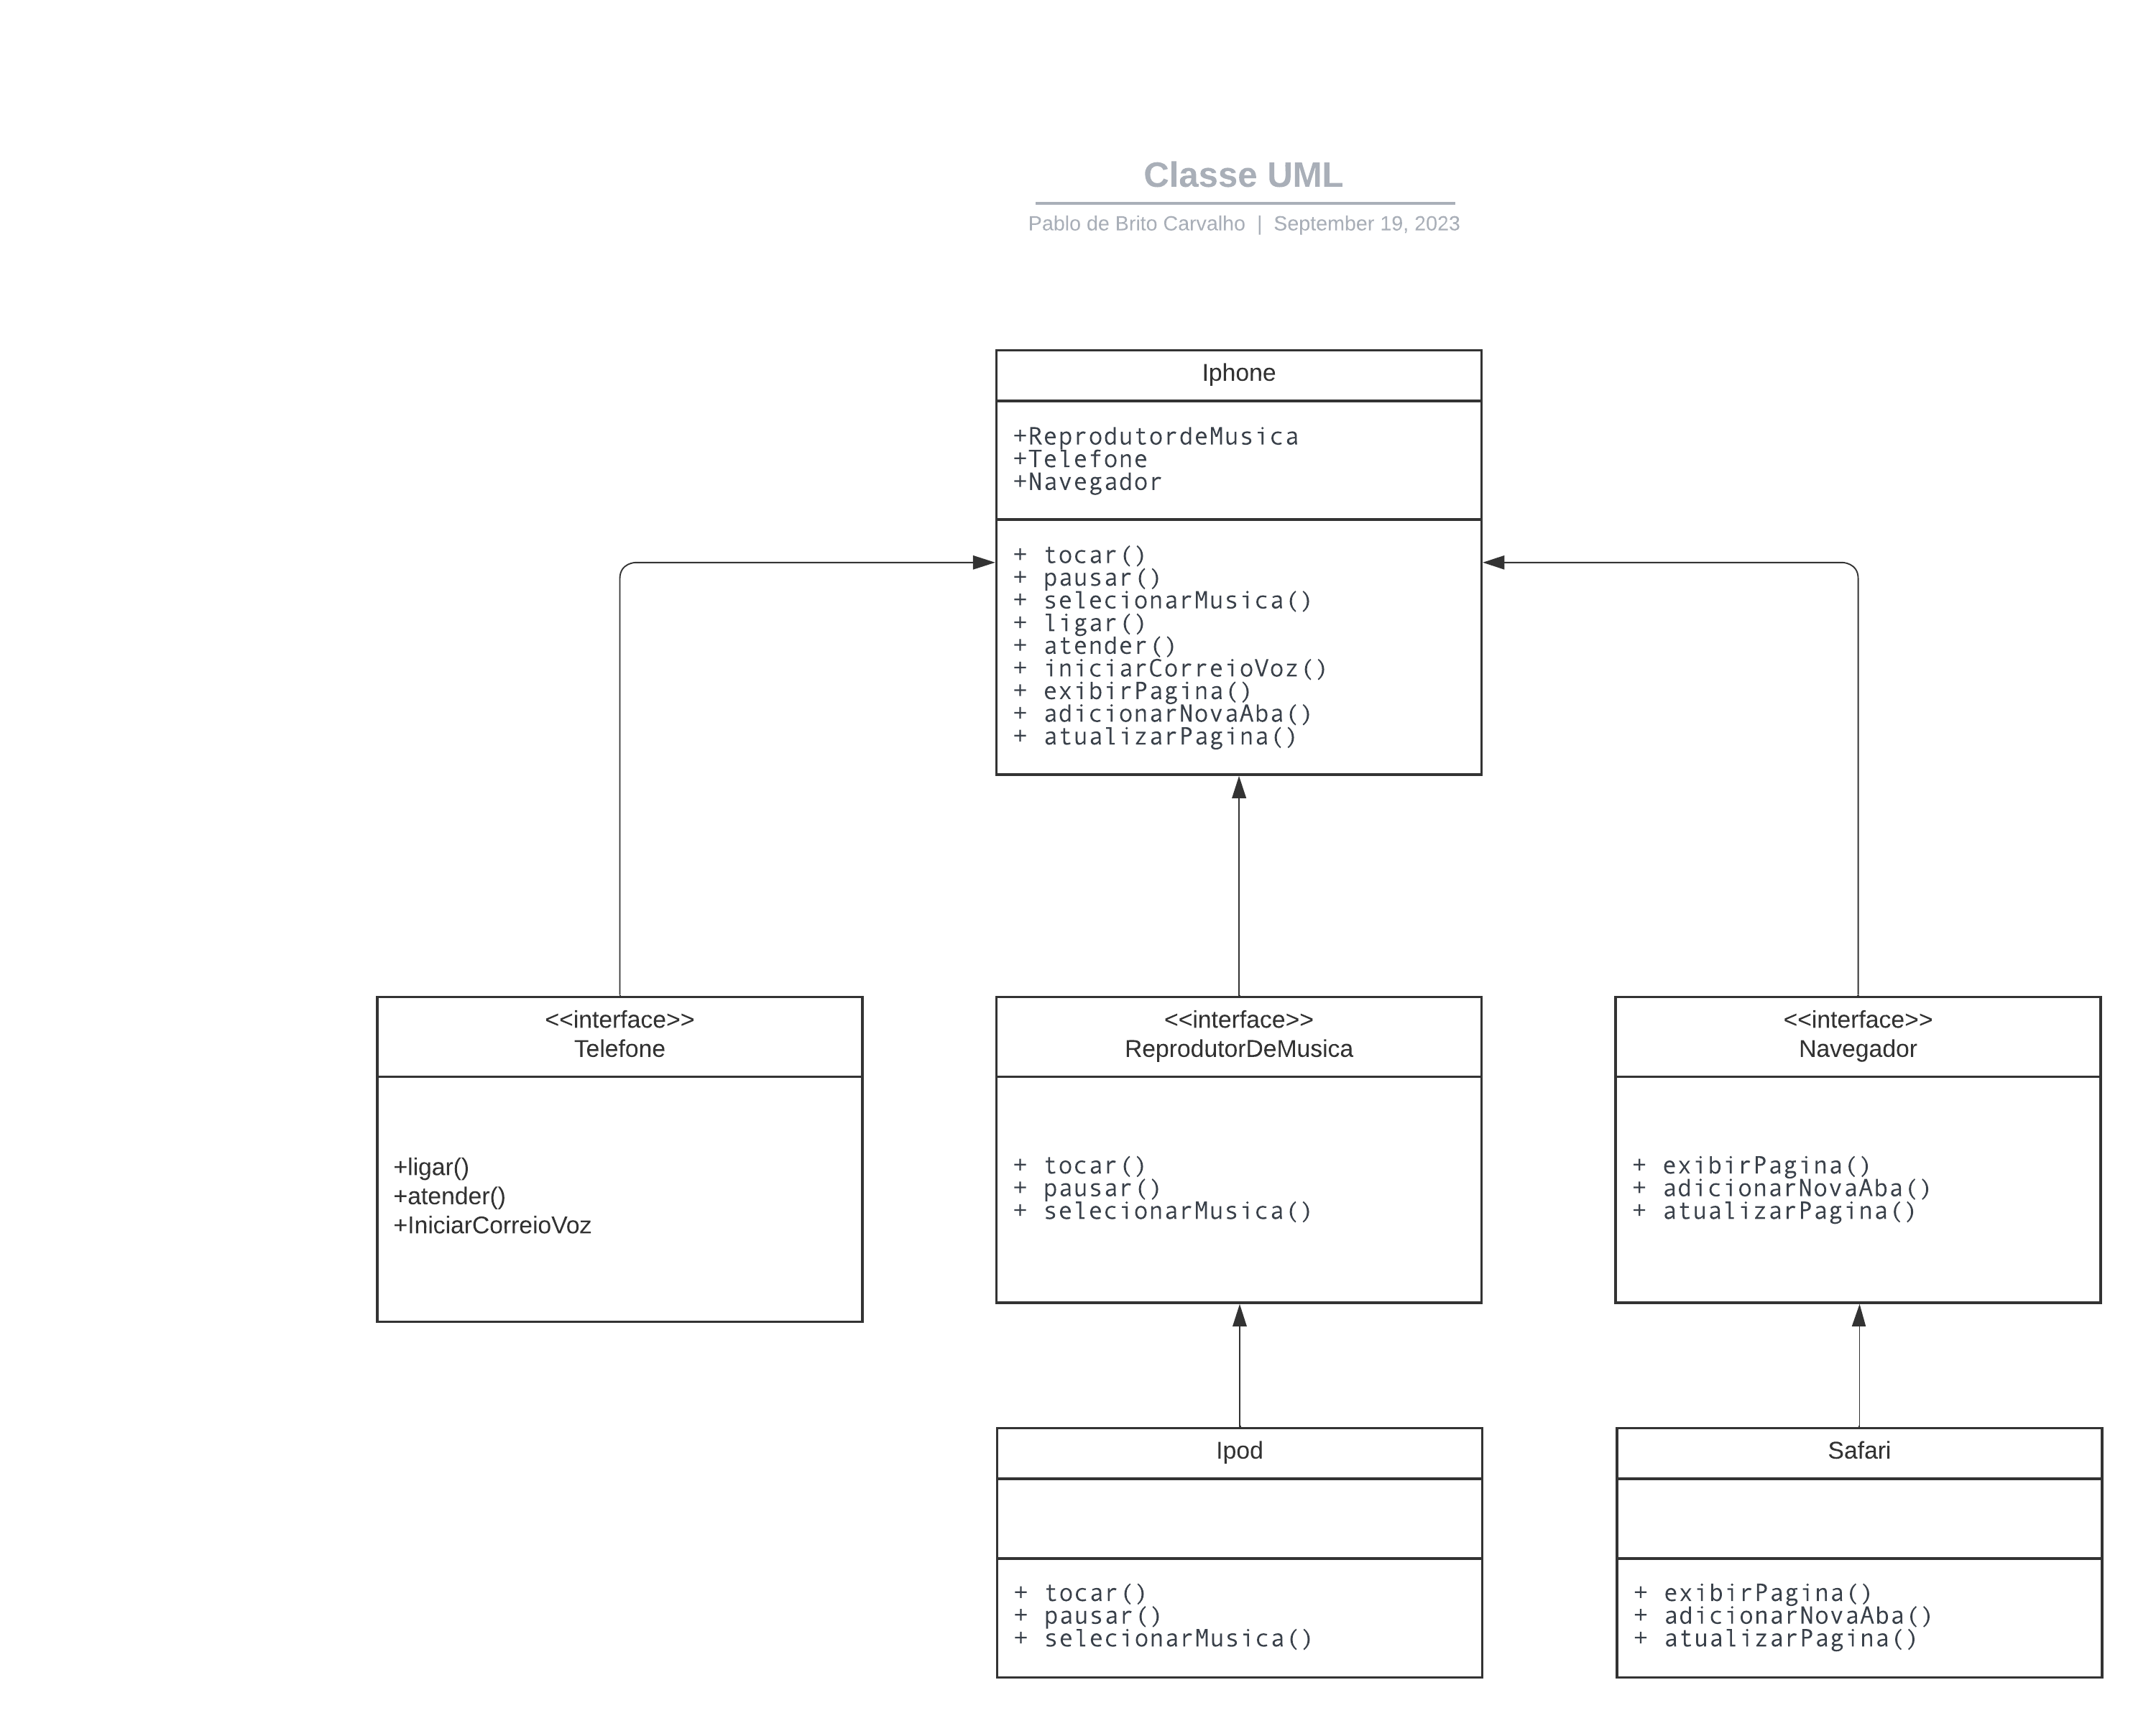 Classe UML
Pablo de Brito Carvalho | September 19, 2023
Iphone
+ReprodutordeMusica
+Telefone
+Navegador
+ tocar()
+ pausar()
+ selecionarMusica()
+ ligar()
+ atender()
+ iniciarCorreioVoz()
+ exibirPagina()
+ adicionarNovaAba()
+ atualizarPagina()
<<interface>>
Telefone
+ligar()
+atender()
+IniciarCorreioVoz
<<interface>>
ReprodutorDeMusica
+ tocar()
+ pausar()
+ selecionarMusica()
<<interface>>
Navegador
+ exibirPagina()
+ adicionarNovaAba()
+ atualizarPagina()
Ipod
+ tocar()
+ pausar()
+ selecionarMusica()
Safari
+ exibirPagina()
+ adicionarNovaAba()
+ atualizarPagina()